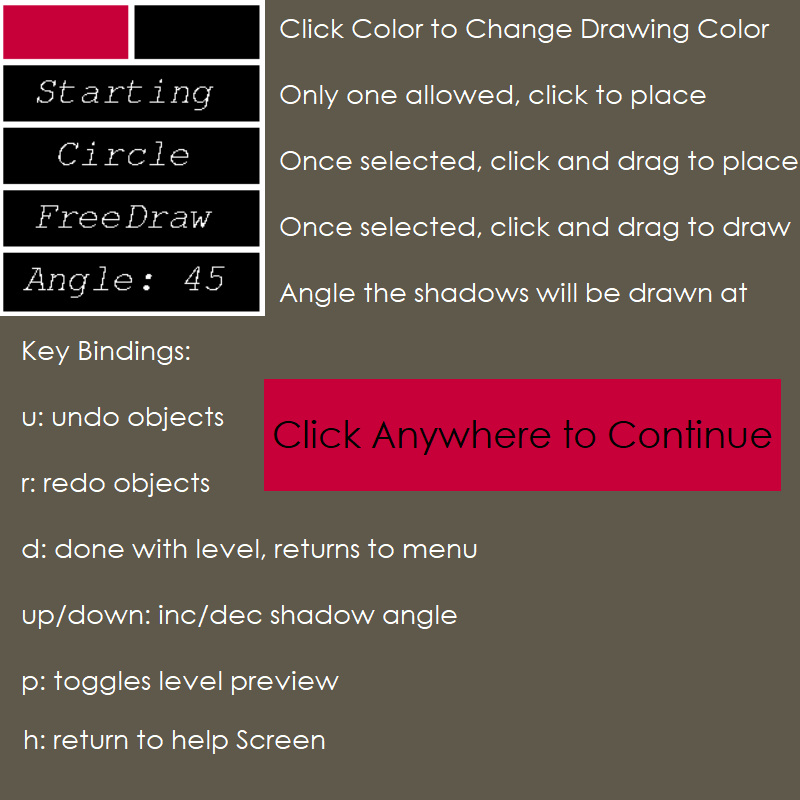 Click Color to Change Drawing Color
Starting
Only one allowed, click to place
Circle
Once selected, click and drag to place
FreeDraw
Once selected, click and drag to draw
Angle: 45
Angle the shadows will be drawn at
Key Bindings:
u: undo objects
Click Anywhere to Continue
r: redo objects
d: done with level, returns to menu
up/down: inc/dec shadow angle
p: toggles level preview
h: return to help Screen